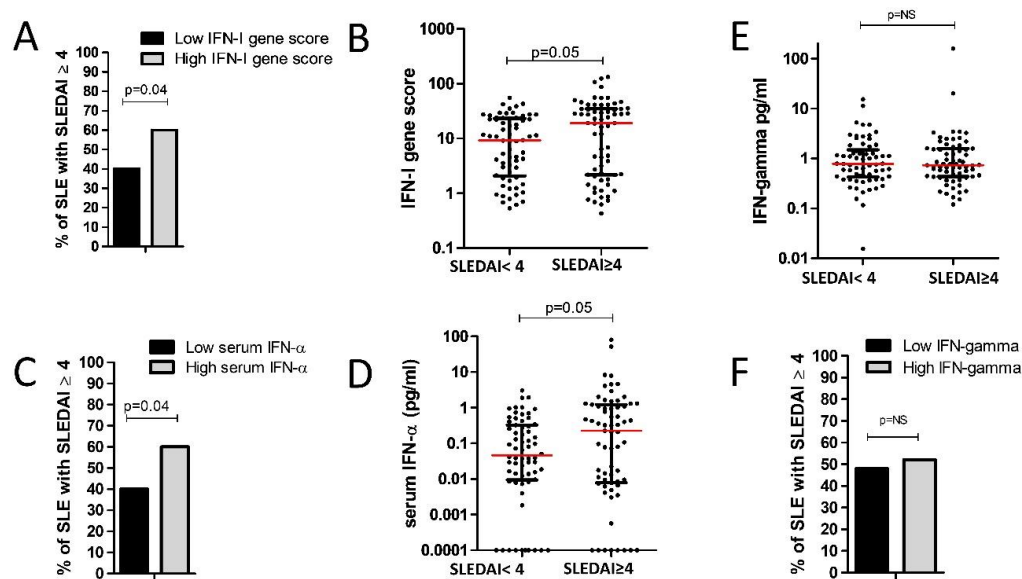 A
Low IFN-I gene score
High IFN-I gene score
% of SLE with SLEDAI ≥ 4
100
90
80
70
60
50
40
30
20
10
0
p=0.04
B
IFN-I gene score
1000
100
10
1
0.1
p=0.05
SLEDAI< 4
SLEDAI≥4
E
p=NS
IFN-gamma pg/ml
100
10
1
0.1
0.01
SLEDAI< 4
SLEDAI≥4
C
Low serum IFN-α
High serum IFN-α
% of SLE with SLEDAI ≥ 4
100
90
80
70
60
50
40
30
20
10
0
p=0.04
D
p=0.05
serum IFN-α (pg/ml)
100
10
1
0.1
0.01
0.001
0.0001
SLEDAI< 4
SLEDAI≥4
F
Low IFN-gamma
High IFN-gamma
% of SLE with SLEDAI ≥ 4
100
90
80
70
60
50
40
30
20
10
0
p=NS